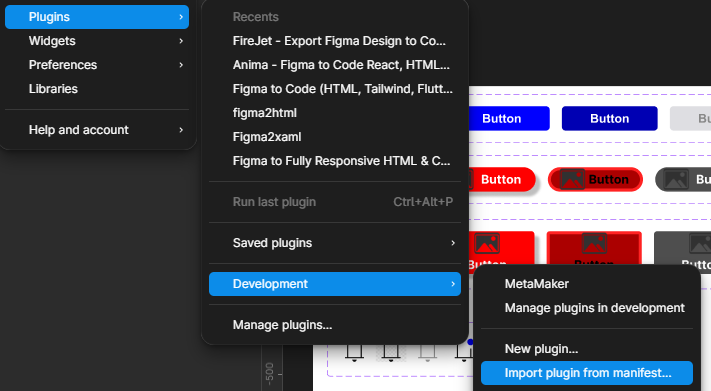 Plugins
Widgets
Preferences
Libraries
Help and account
Recents
FireJet - Export Figma Design to Co...
Anima - Figma to Code React, HTML...
Figma to Code (HTML, Tailwind, Flutt...
figma2html
Figma2xaml
Figma to Fully Responsive HTML & C...
Run last plugin Ctrl+Alt+P
Saved plugins
Development
Manage plugins...
MetaMaker
Manage plugins in development
New plugin...
Import plugin from manifest...
Button Button Bu
Button Button Butt
Button Button Butt
-500